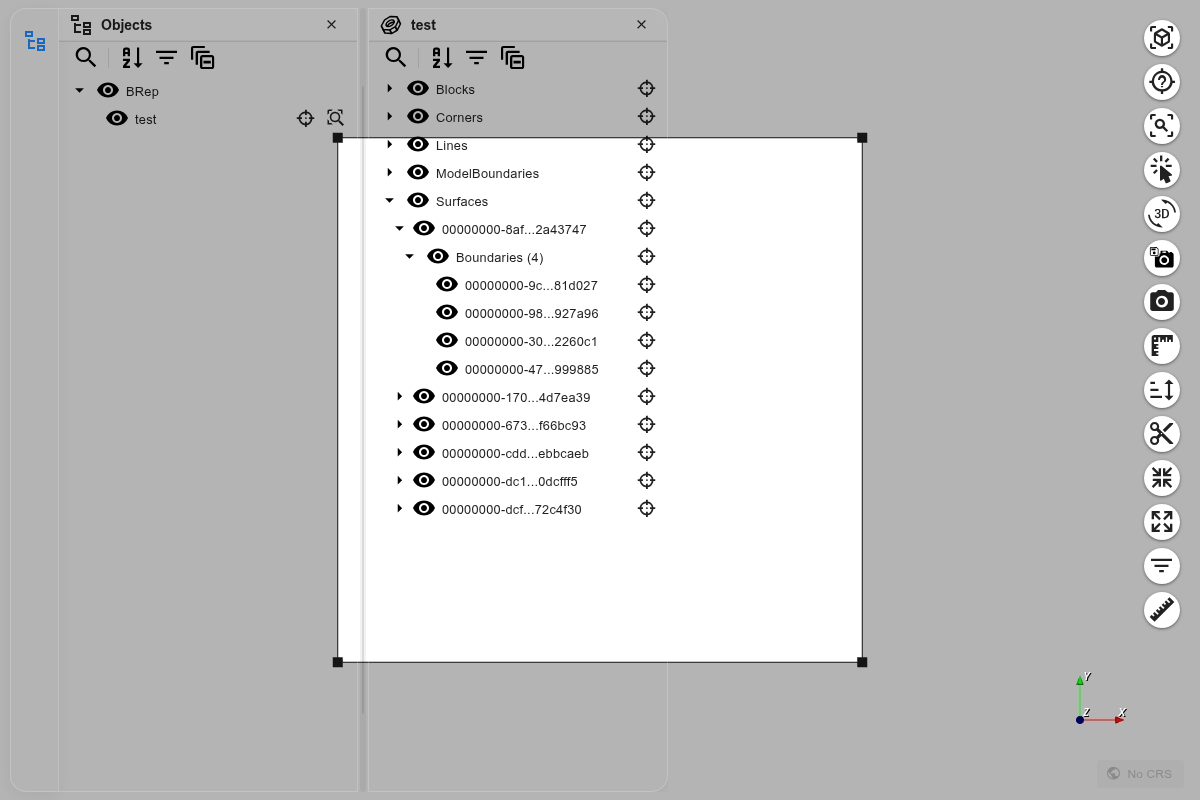 Objects
test
BRep
test
Blocks
Corners
Lines
ModelBoundaries
Surfaces
00000000-8af...2a43747
Boundaries (4)
00000000-9c...81d027
00000000-98...927a96
00000000-30...2260c1
00000000-47...999885
00000000-170...4d7ea39
00000000-673...f66bc93
00000000-cdd...ebbcaeb
00000000-dc1...0dcfff5
00000000-dcf...72c4f30
3D
Y
Z
X
No CRS